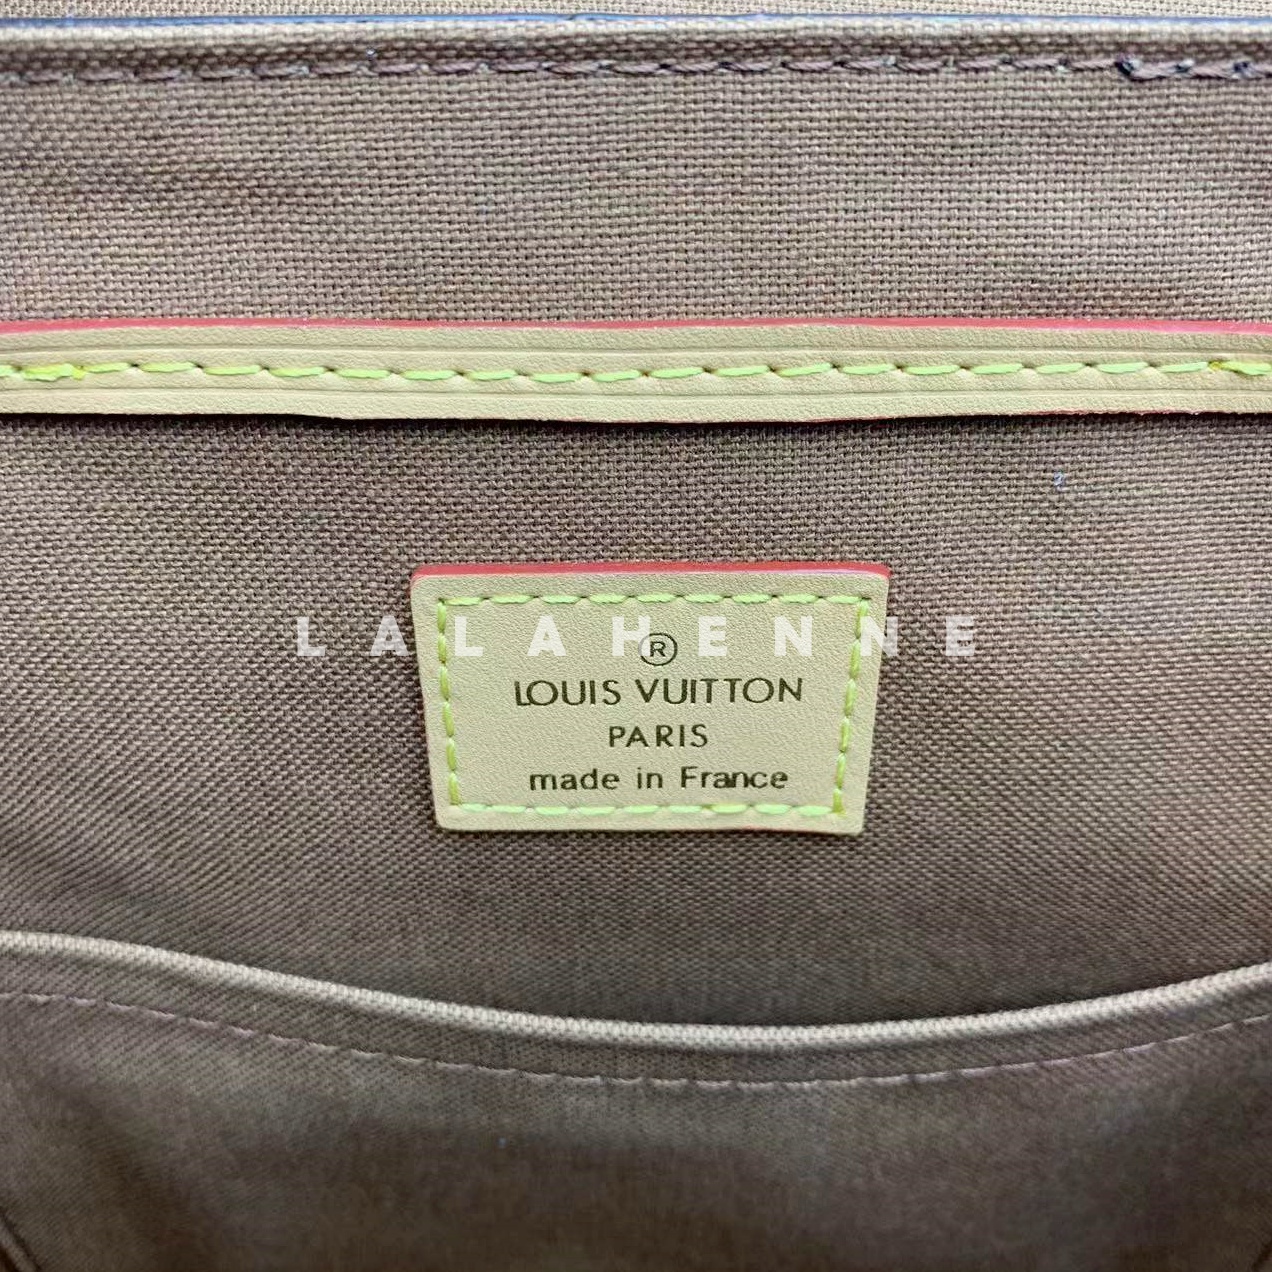 LALAHENNE
®
LOUIS VUITTON
PARIS
made in France